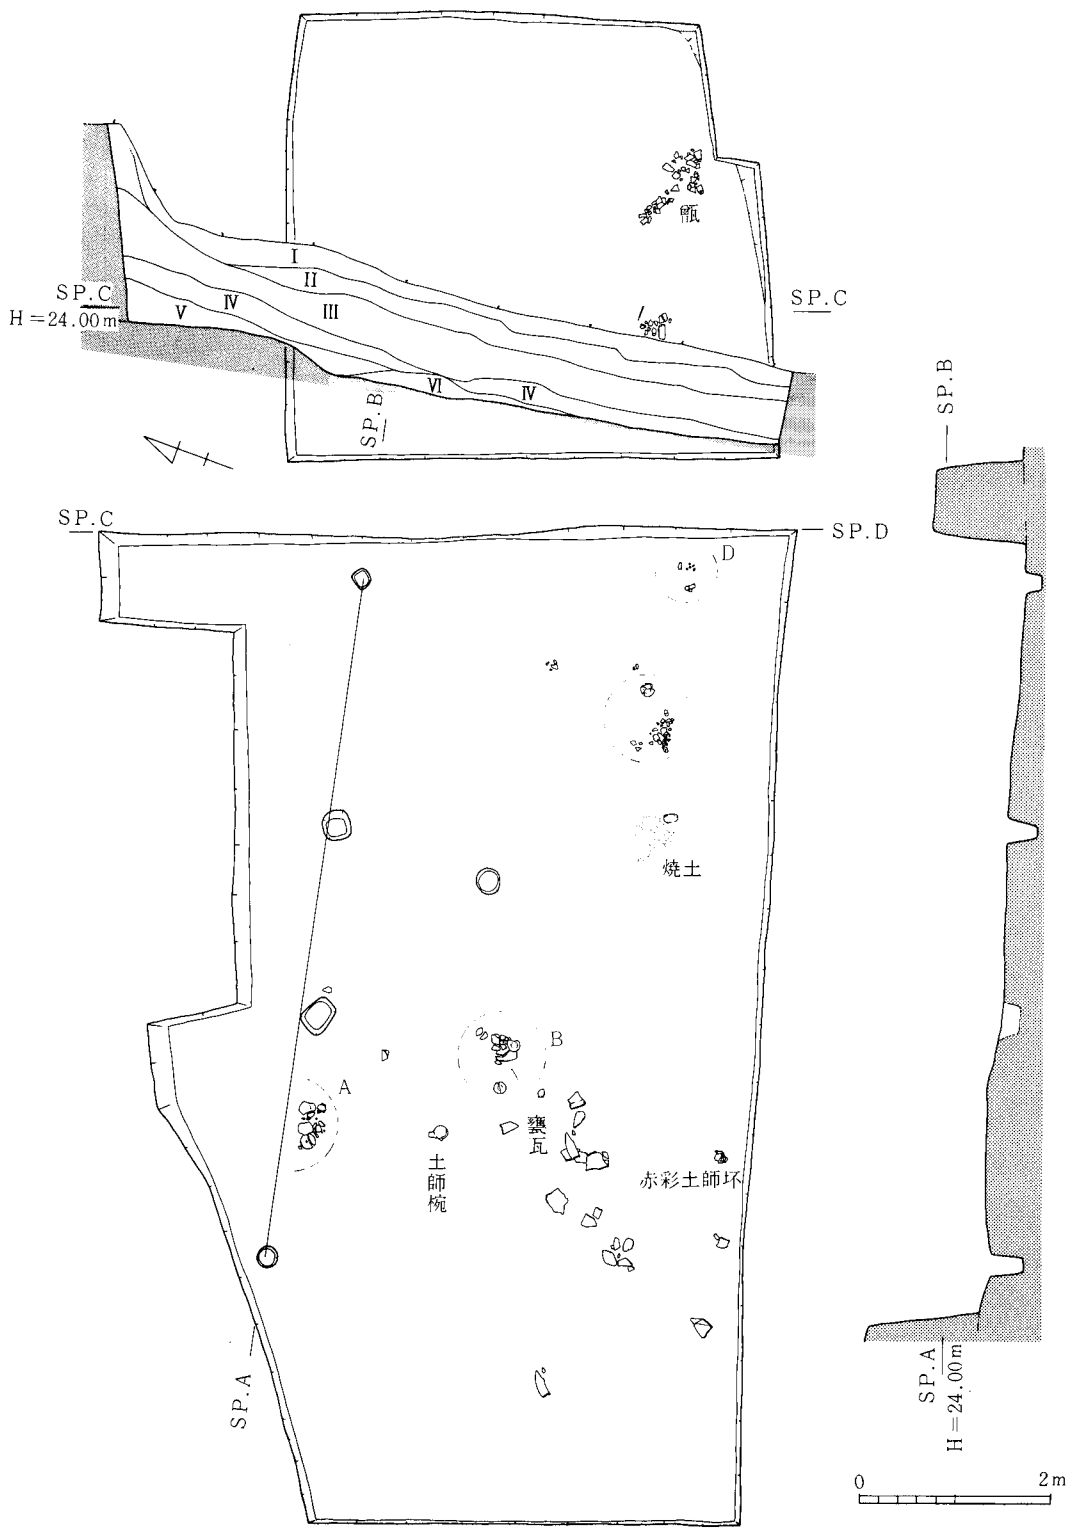 甑
I
II
III
IV
V
VI
IV
SP.C
H=24.00m
SP.C
SP.B
SP.B
SP.C
SP.D
D
焼土
B
A
甕瓦
土師椀
赤彩土師坏
SP.A
SP.A
H=24.00m
0 2m